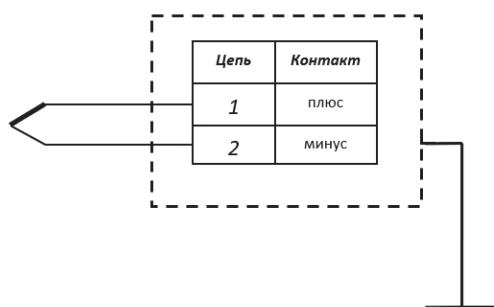 Цепь Контакт
1 плюс
2 минус